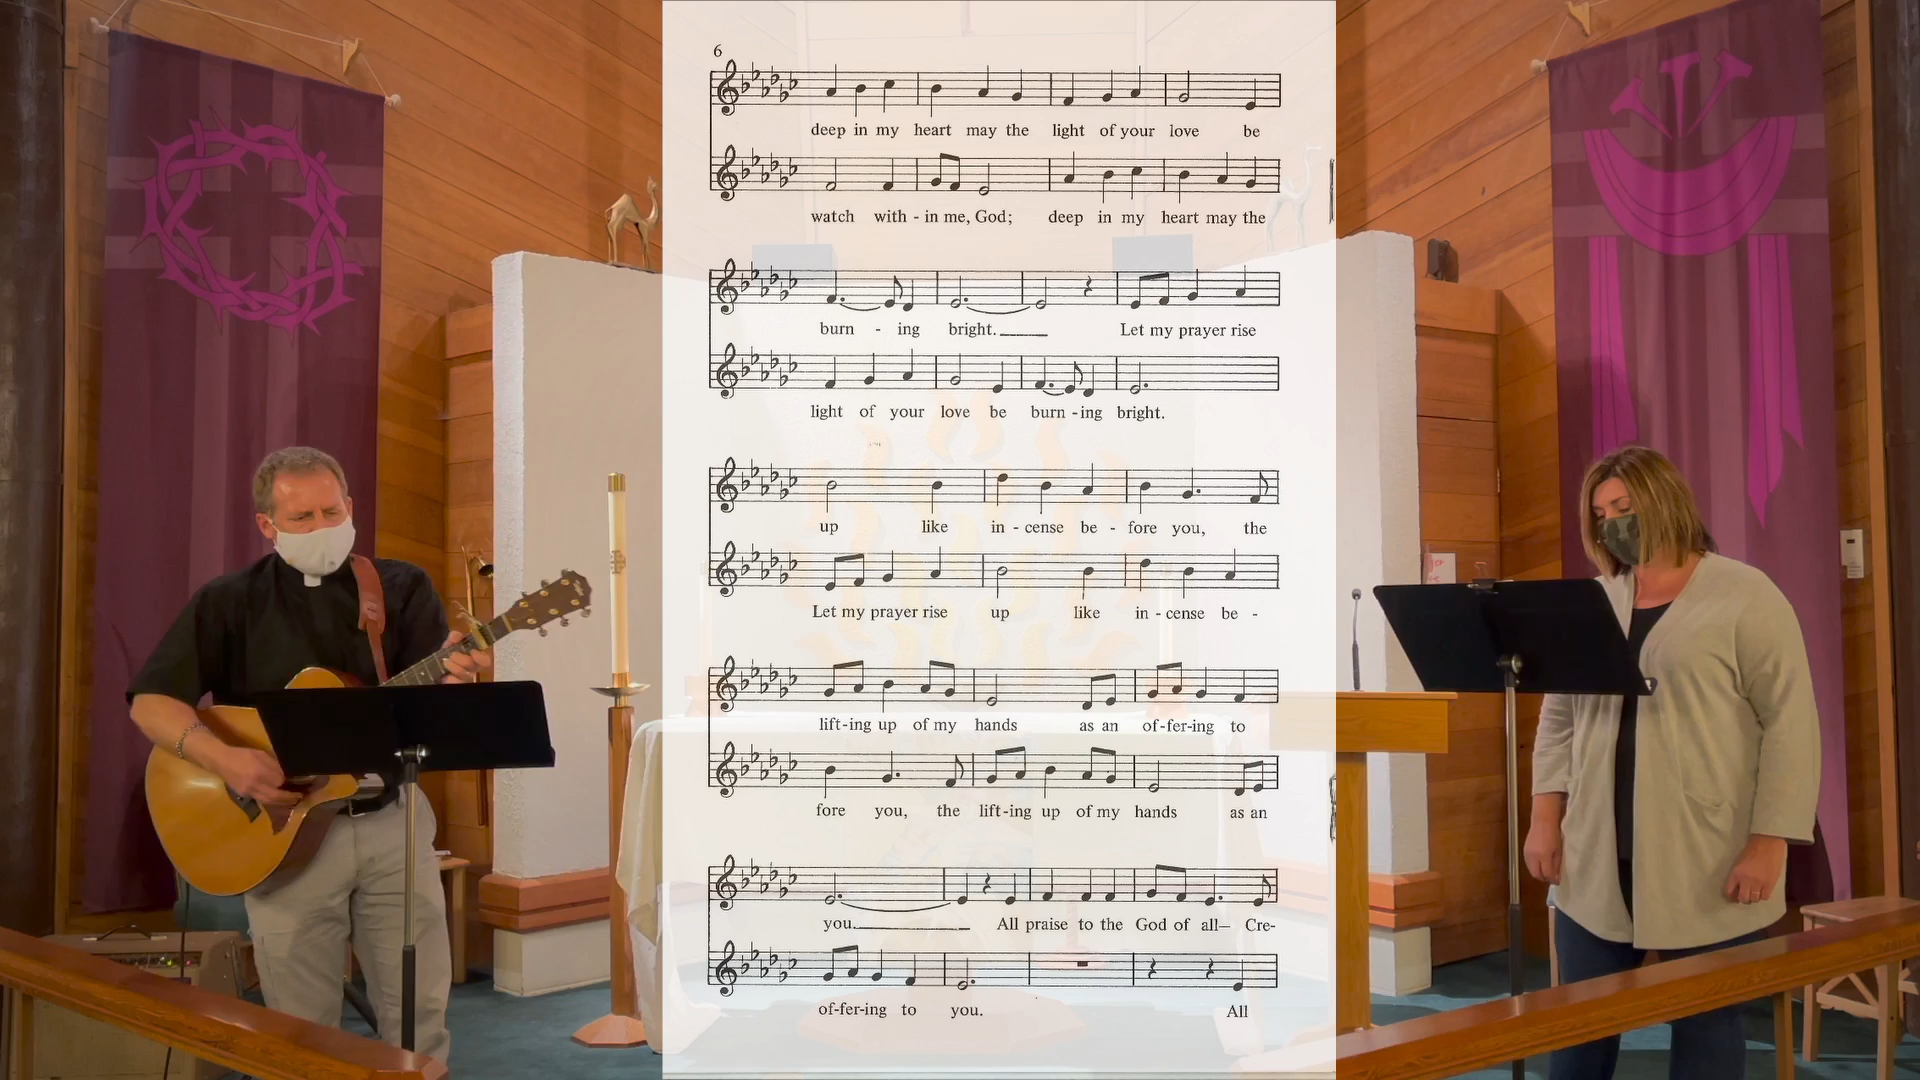 6
deep in my heart may the light of your love be
watch with - in me, God; deep in my heart may the
burn - ing bright. Let my prayer rise
light of your love be burn - ing bright.
up like in - cense be - fore you, the
Let my prayer rise up like in - cense be -
lift - ing up of my hands as an of - fer - ing to
fore you, the lift - ing up of my hands as an
you. All praise to the God of all— Cre-
of - fer - ing to you. All